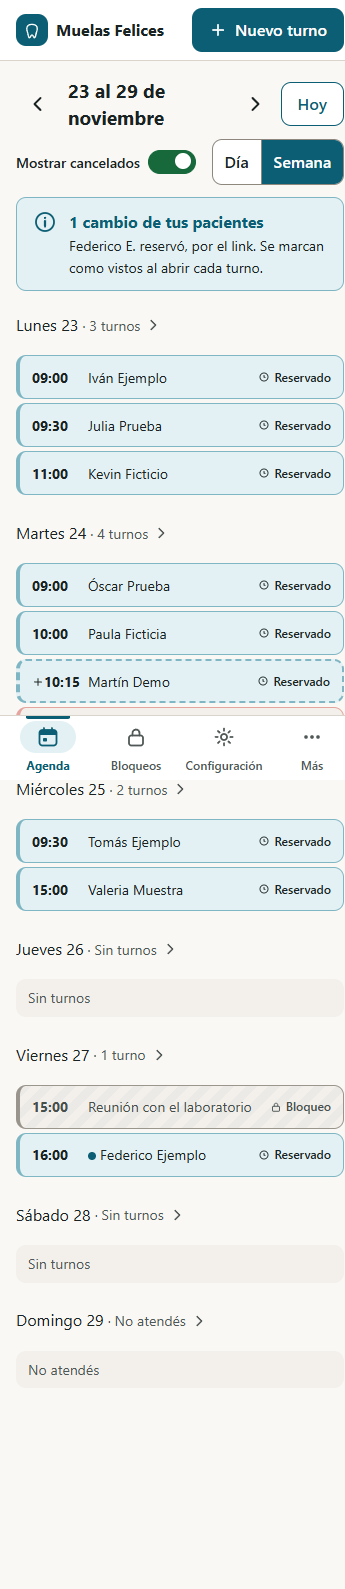 Muelas Felices
+ Nuevo turno
23 al 29 de
noviembre
Hoy
Mostrar cancelados
Día
Semana
1 cambio de tus pacientes
Federico E. reservó, por el link. Se marcan
como vistos al abrir cada turno.
Lunes 23 · 3 turnos
09:00 Iván Ejemplo Reservado
09:30 Julia Prueba Reservado
11:00 Kevin Ficticio Reservado
Martes 24 · 4 turnos
09:00 Óscar Prueba Reservado
10:00 Paula Ficticia Reservado
+10:15 Martín Demo Reservado
Agenda
Bloqueos
Configuración
Más
Miércoles 25 · 2 turnos
09:30 Tomás Ejemplo Reservado
15:00 Valeria Muestra Reservado
Jueves 26 · Sin turnos
Sin turnos
Viernes 27 · 1 turno
15:00 Reunión con el laboratorio Bloqueo
16:00 Federico Ejemplo Reservado
Sábado 28 · Sin turnos
Sin turnos
Domingo 29 · No atendés
No atendés